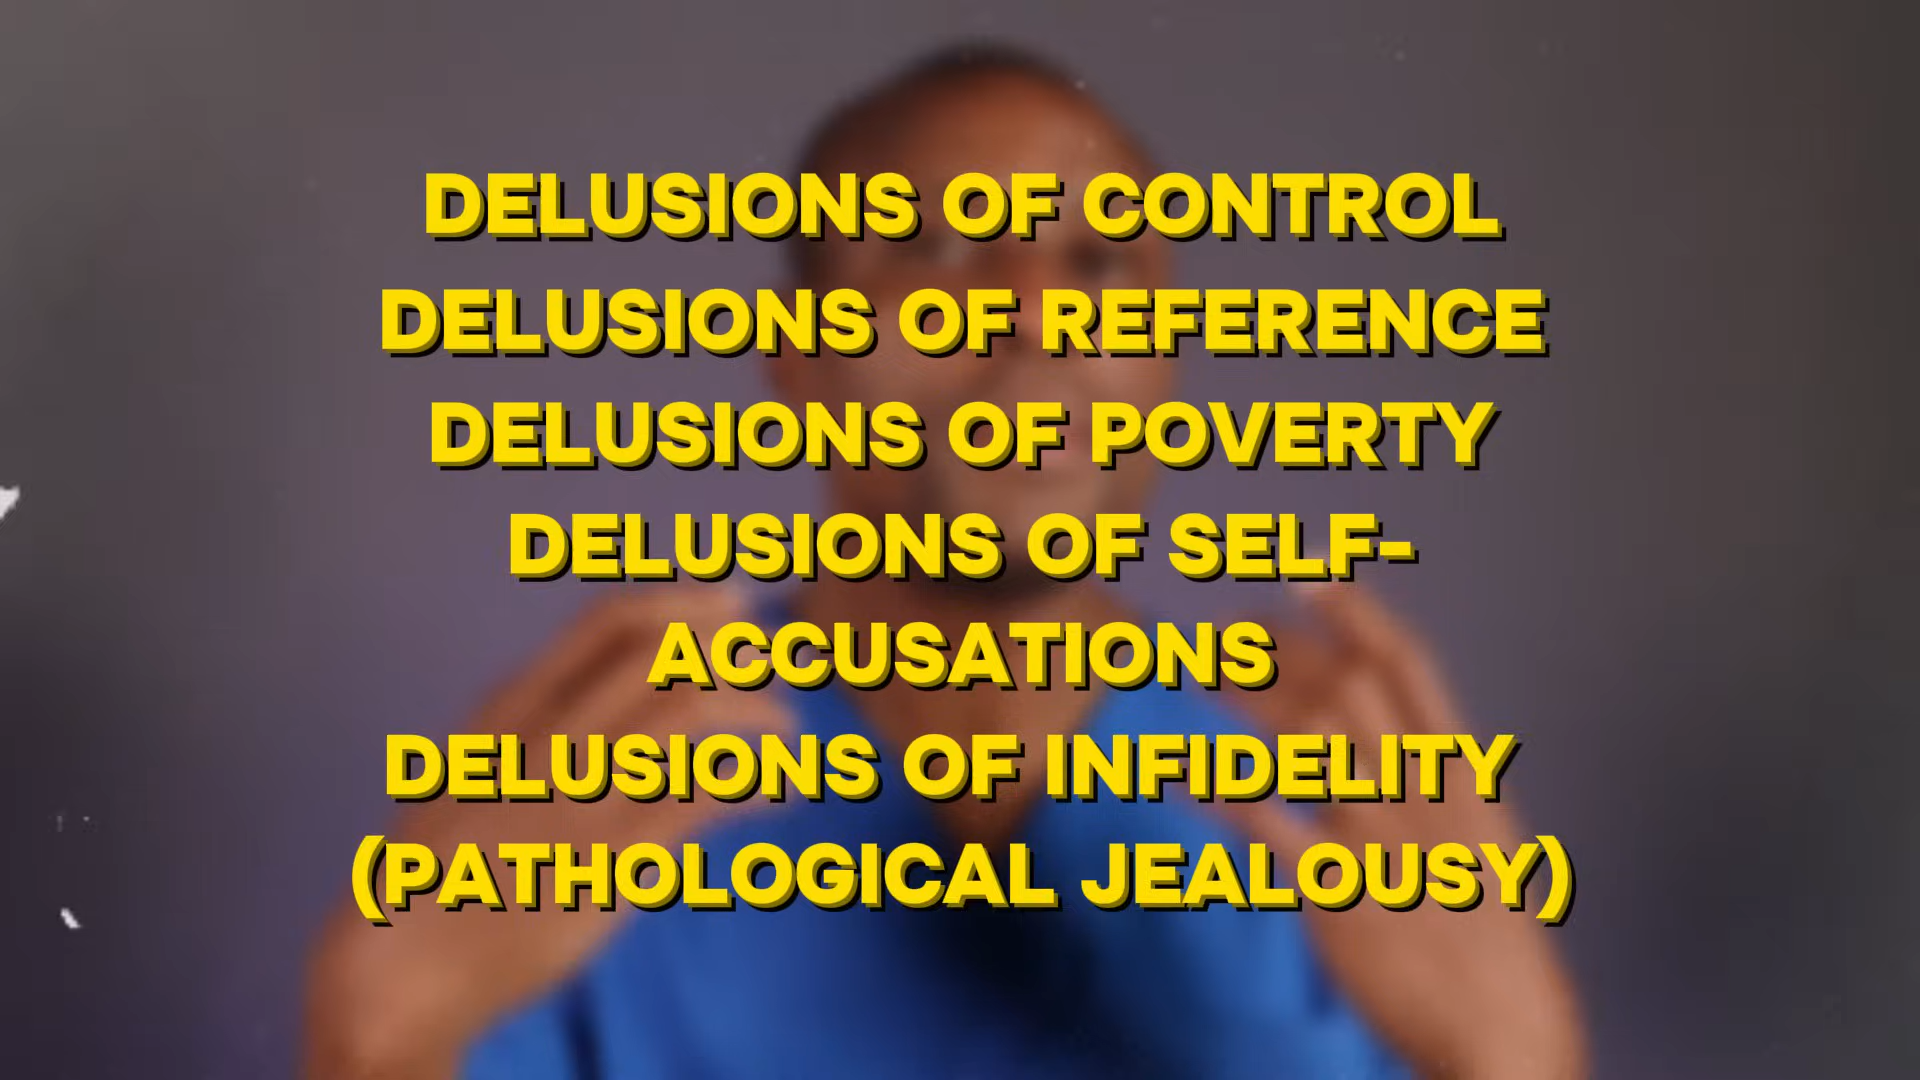 DELUSIONS OF CONTROL
DELUSIONS OF REFERENCE
DELUSIONS OF POVERTY
DELUSIONS OF SELF-
ACCUSATIONS
DELUSIONS OF INFIDELITY
(PATHOLOGICAL JEALOUSY)